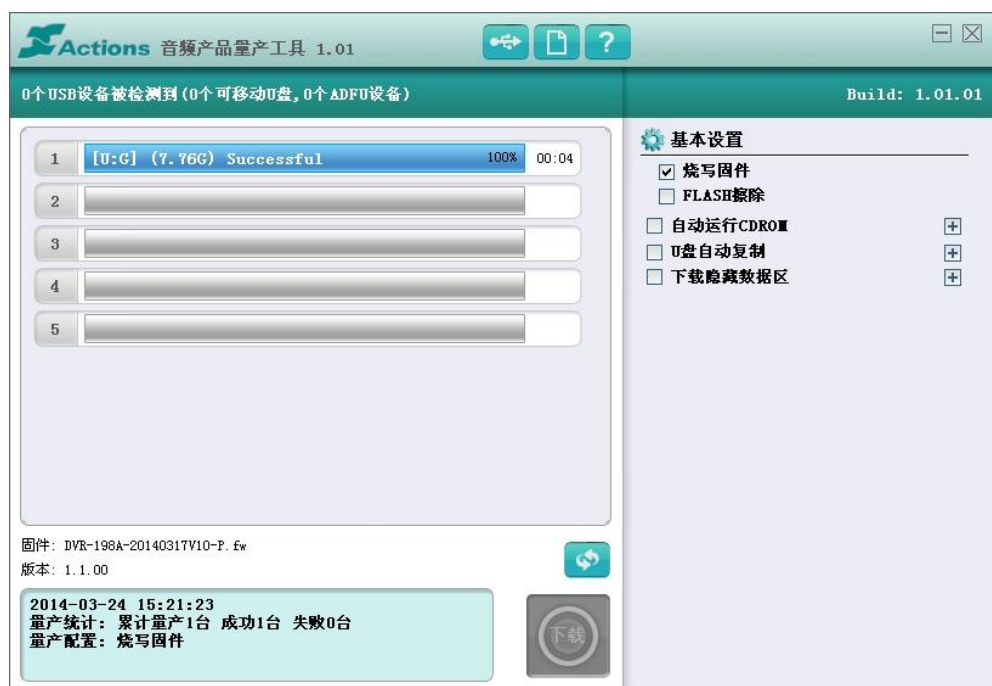 Actions 音频产品量产工具 1.01
0个USB设备被检测到(0个可移动U盘,0个ADFU设备)
Build: 1.01.01
1 [U:G] (7.76G) Successful 100% 00:04
2
3
4
5
基本设置
烧写固件
FLASH擦除
自动运行CDROM
U盘自动复制
下载隐藏数据区
固件: DVR-198A-20140317V10-P.fw
版本: 1.1.00
2014-03-24 15:21:23
量产统计: 累计量产1台 成功1台 失败0台
量产配置: 烧写固件
下载